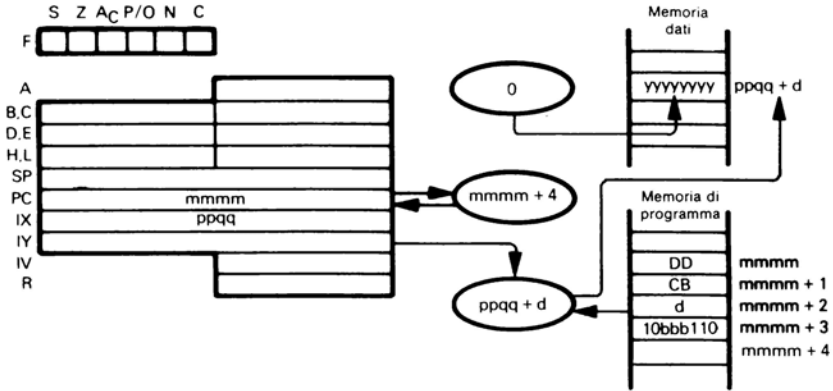 S Z AC P/O N C
F
Memoria
dati
A
B,C
D,E
H,L
SP
PC mmmm
IX ppqq
IY
IV
R
0
yyyyyyyy ppqq + d
mmmm + 4
ppqq + d
Memoria di
programma
DD mmmm
CB mmmm + 1
d mmmm + 2
10bbb110 mmmm + 3
mmmm + 4